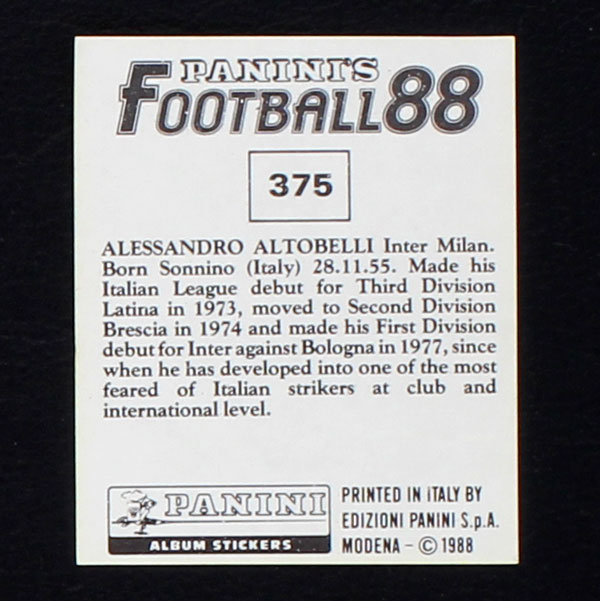 PANINI'S
FOOTBALL 88
375
ALESSANDRO ALTOBELLI Inter Milan.
Born Sonnino (Italy) 28.11.55. Made his
Italian League debut for Third Division
Latina in 1973, moved to Second Division
Brescia in 1974 and made his First Division
debut for Inter against Bologna in 1977, since
when he has developed into one of the most
feared of Italian strikers at club and
international level.
PANINI
ALBUM STICKERS
PRINTED IN ITALY BY
EDIZIONI PANINI S.p.A.
MODENA - © 1988